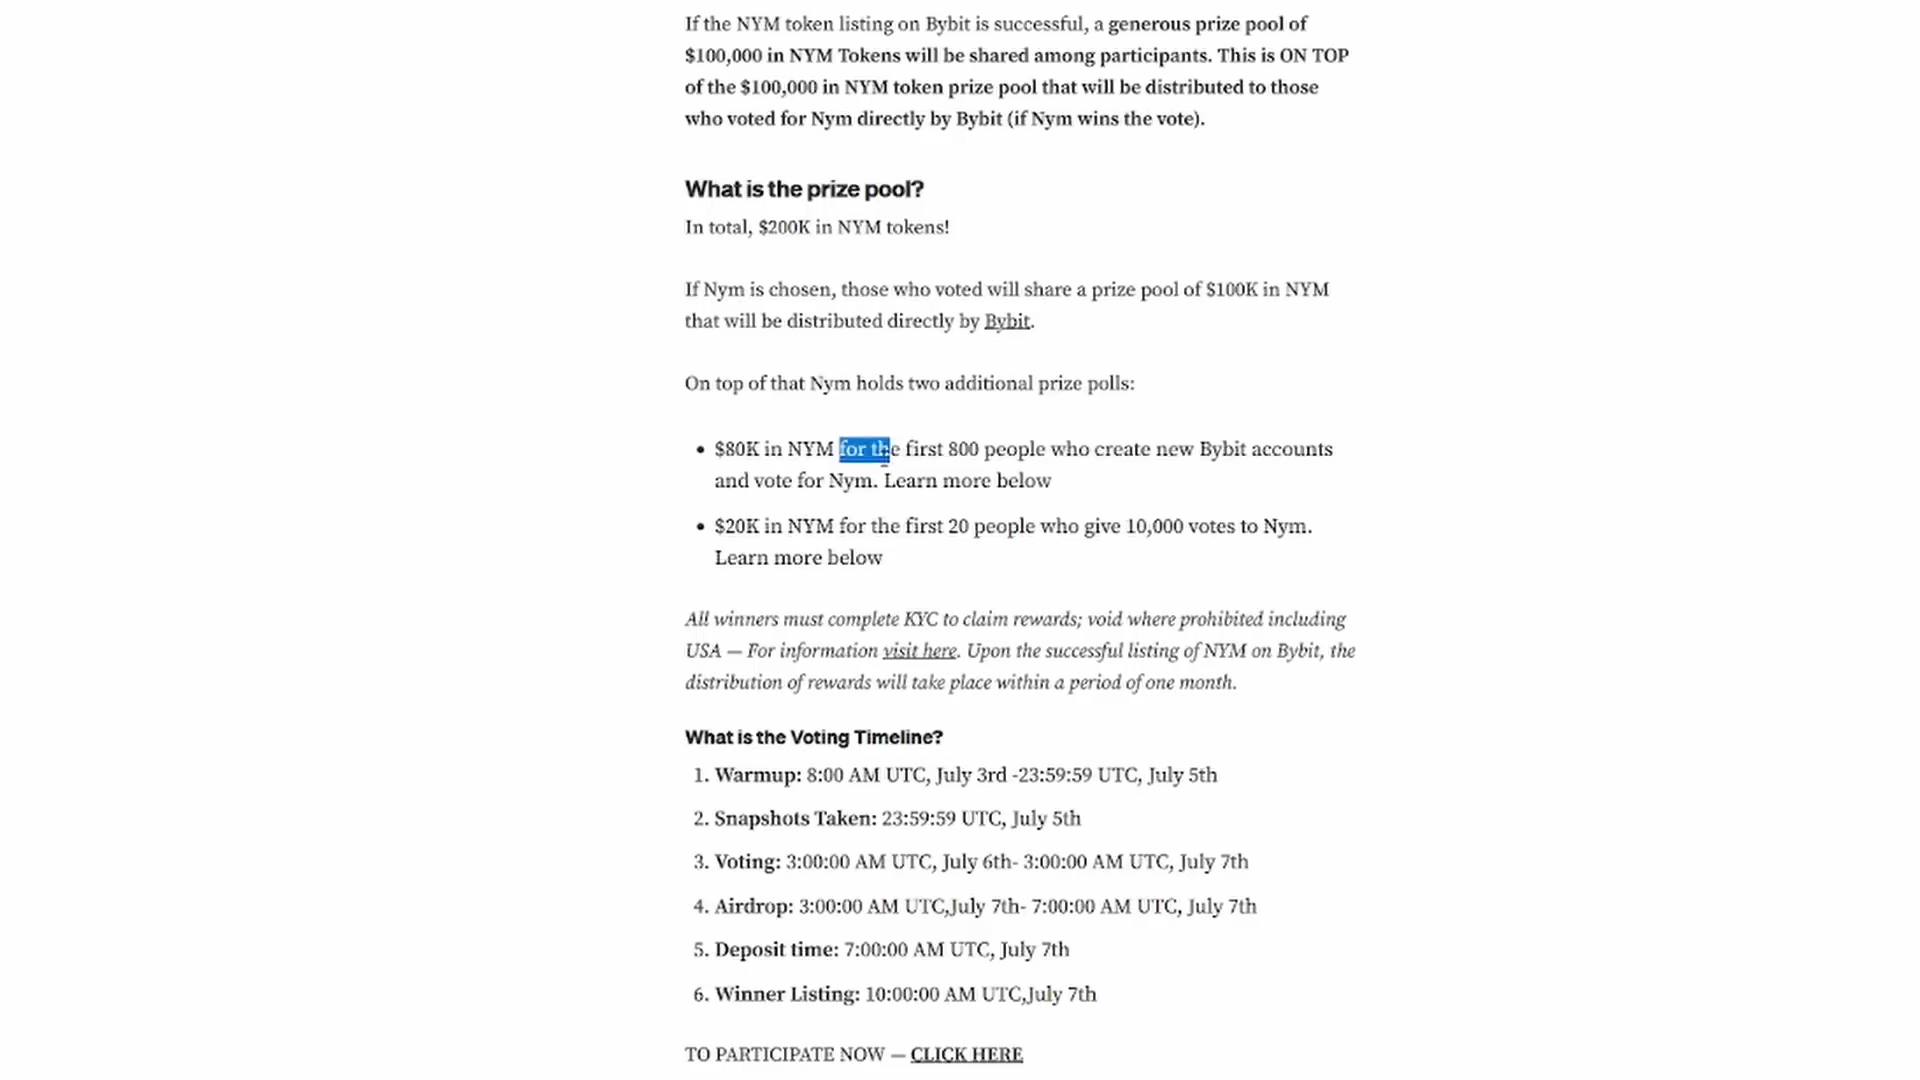 If the NYM token listing on Bybit is successful, a generous prize pool of
$100,000 in NYM Tokens will be shared among participants. This is ON TOP
of the $100,000 in NYM token prize pool that will be distributed to those
who voted for Nym directly by Bybit (if Nym wins the vote).
What is the prize pool?
In total, $200K in NYM tokens!
If Nym is chosen, those who voted will share a prize pool of $100K in NYM
that will be distributed directly by Bybit.
On top of that Nym holds two additional prize polls:
• $80K in NYM for the first 800 people who create new Bybit accounts
and vote for Nym. Learn more below
• $20K in NYM for the first 20 people who give 10,000 votes to Nym.
Learn more below
All winners must complete KYC to claim rewards; void where prohibited including
USA — For information visit here. Upon the successful listing of NYM on Bybit, the
distribution of rewards will take place within a period of one month.
What is the Voting Timeline?
1. Warmup: 8:00 AM UTC, July 3rd -23:59:59 UTC, July 5th
2. Snapshots Taken: 23:59:59 UTC, July 5th
3. Voting: 3:00:00 AM UTC, July 6th- 3:00:00 AM UTC, July 7th
4. Airdrop: 3:00:00 AM UTC,July 7th- 7:00:00 AM UTC, July 7th
5. Deposit time: 7:00:00 AM UTC, July 7th
6. Winner Listing: 10:00:00 AM UTC,July 7th
TO PARTICIPATE NOW — CLICK HERE